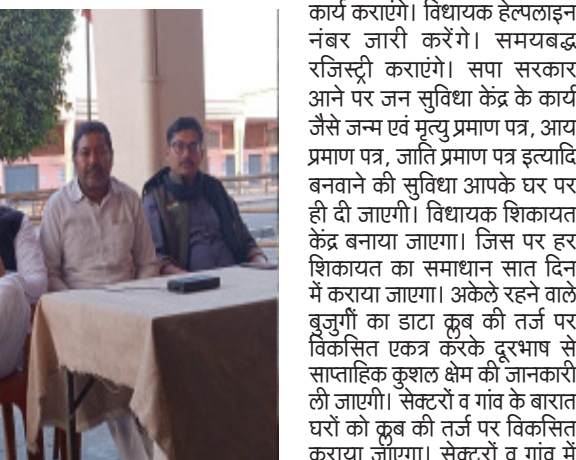 कार्य कराएंगे। विधायक हेल्पलाइन
नंबर जारी करेंगे। समयबद्ध
रजिस्ट्री कराएंगे। सपा सरकार
आने पर जन सुविधा केंद्र के कार्य
जैसे जन्म एवं मृत्यु प्रमाण पत्र, आय
प्रमाण पत्र, जाति प्रमाण पत्र इत्यादि
बनवाने की सुविधा आपके घर पर
ही दी जाएगी। विधायक शिकायत
केंद्र बनाया जाएगा। जिस पर हर
शिकायत का समाधान सात दिन
में कराया जाएगा। अकेले रहने वाले
बुजुर्गी का डाटा क्लब की तर्ज पर
विकसित एकत्र करके दूरभाष से
साप्ताहिक कुशल क्षेम की जानकारी
ली जाएगी। सेक्टरों व गांव के बारात
घरों को क्लब की तर्ज पर विकसित
कराया जाएगा। सेक्टरों व गांव में